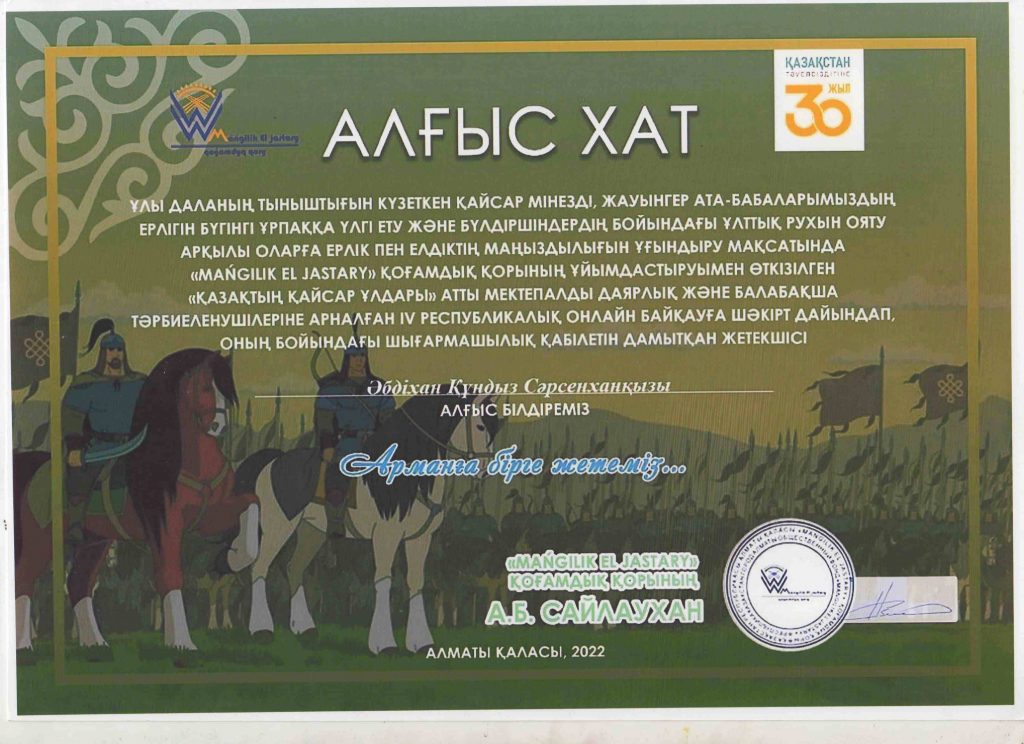 ҚАЗАҚСТАН
ТӘУЕЛСІЗДІГІНЕ
30 ЖЫЛ
Mańgilik El jastary
qoǵamdyq qory
АЛҒЫС ХАТ
ҰЛЫ ДАЛАНЫҢ ТЫНЫШТЫҒЫН КҮЗЕТКЕН ҚАЙСАР МІНЕЗДІ, ЖАУЫНГЕР АТА-БАБАЛАРЫМЫЗДЫҢ
ЕРЛІГІН БҮГІНГІ ҰРПАҚҚА ҮЛГІ ЕТУ ЖӘНЕ БҮЛДІРШІНДЕРДІҢ БОЙЫНДАҒЫ ҰЛТТЫҚ РУХЫН ОЯТУ
АРҚЫЛЫ ОЛАРҒА ЕРЛІК ПЕН ЕЛДІКТІҢ МАҢЫЗДЫЛЫҒЫН ҰҒЫНДЫРУ МАҚСАТЫНДА
«MAŃGILIK EL JASTARY» ҚОҒАМДЫҚ ҚОРЫНЫҢ ҰЙЫМДАСТЫРУЫМЕН ӨТКІЗІЛГЕН
«ҚАЗАҚТЫҢ ҚАЙСАР ҰЛДАРЫ» АТТЫ МЕКТЕПАЛДЫ ДАЯРЛЫҚ ЖӘНЕ БАЛАБАҚША
ТӘРБИЕЛЕНУШІЛЕРІНЕ АРНАЛҒАН IV РЕСПУБЛИКАЛЫҚ ОНЛАЙН БАЙҚАУҒА ШӘКІРТ ДАЙЫНДАП,
ОНЫҢ БОЙЫНДАҒЫ ШЫҒАРМАШЫЛЫҚ ҚАБІЛЕТІН ДАМЫТҚАН ЖЕТЕКШІСІ
Әбдіхан Құндыз Сәрсенханқызы
АЛҒЫС БІЛДІРЕМІЗ
Арманға бірге жетеміз...
«MAŃGILIK EL JASTARY»
ҚОҒАМДЫҚ ҚОРЫНЫҢ
А.Б. САЙЛАУХАН
АЛМАТЫ ҚАЛАСЫ, 2022